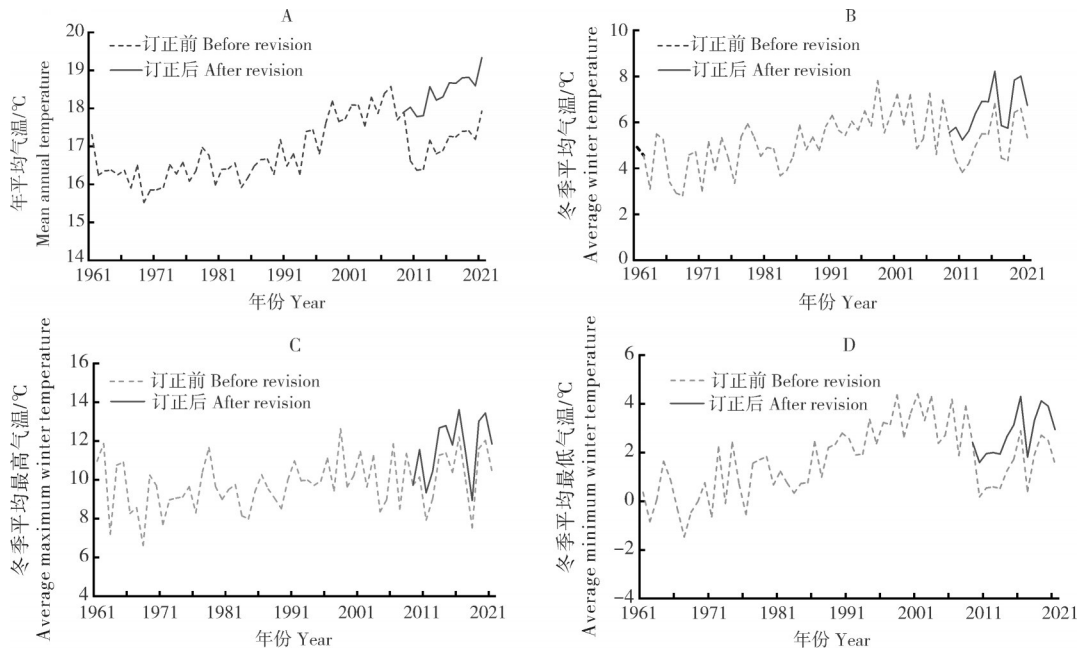 A
年平均气温/℃
Mean annual temperature
20
19
18
17
16
15
14
订正前 Before revision
订正后 After revision
1961 1971 1981 1991 2001 2011 2021
年份 Year
B
冬季平均气温/℃
Average winter temperature
10
8
6
4
2
0
订正前 Before revision
订正后 After revision
1961 1971 1981 1991 2001 2011 2021
年份 Year
C
冬季平均最高气温/℃
Average maximum winter temperature
16
14
12
10
8
6
4
订正前 Before revision
订正后 After revision
1961 1971 1981 1991 2001 2011 2021
年份 Year
D
冬季平均最低气温/℃
Average minimum winter temperature
6
4
2
0
−2
−4
订正前 Before revision
订正后 After revision
1961 1971 1981 1991 2001 2011 2021
年份 Year